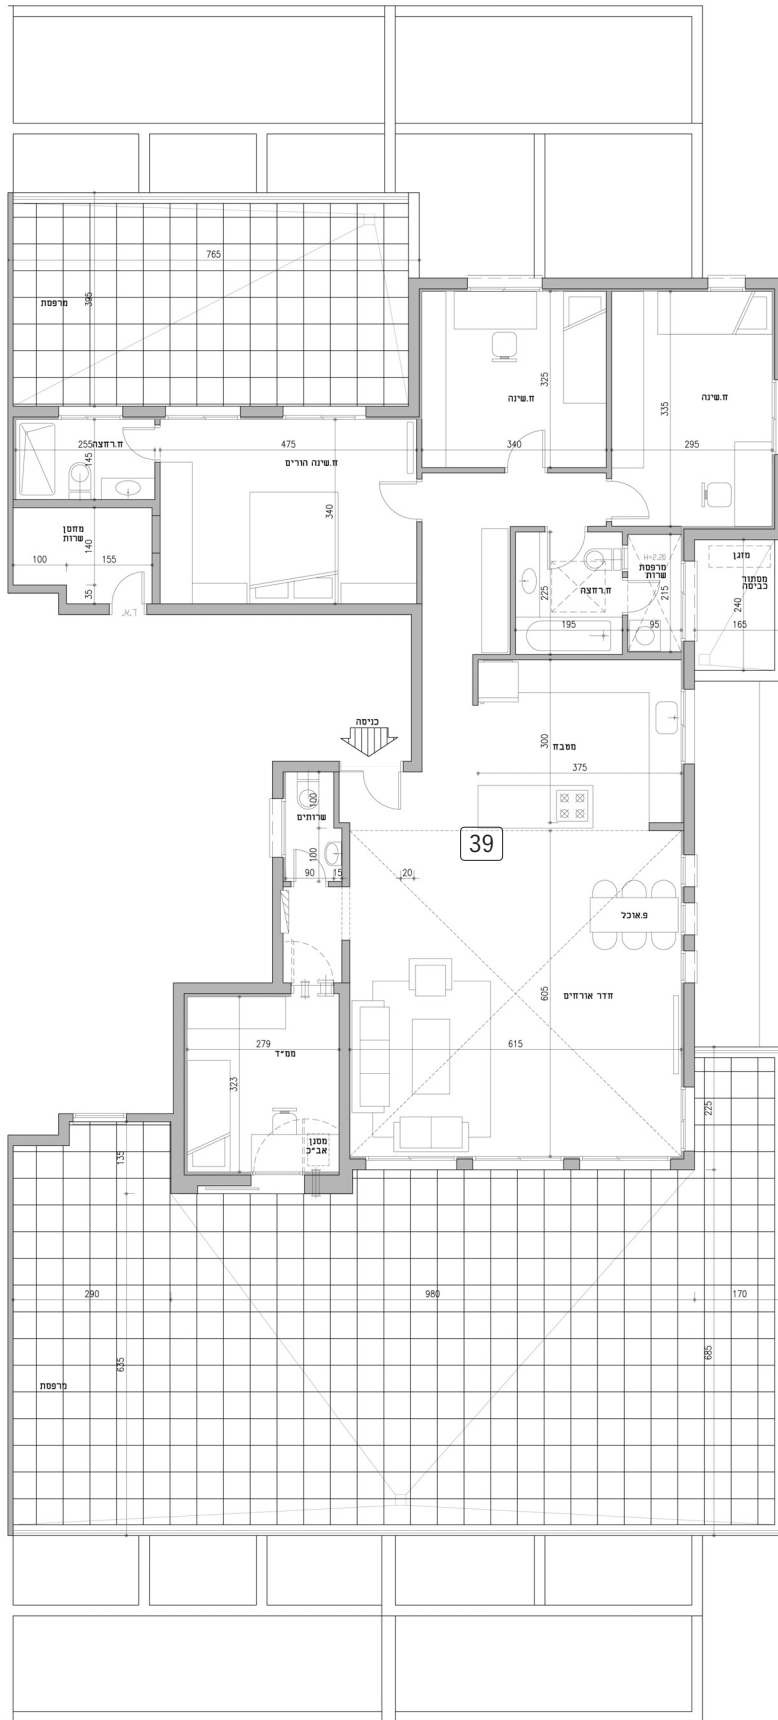 765
395
מרפסת
325
ח.שינה
340
335
ח.שינה
295
255
ח.רחצה
145
475
ח.שינה הורים
340
מחסן
שרות
140
100
155
35
ד.א.
H=2.20
מרפסת
שרות
מזגן
מסתור
כביסה
225
ח.רחצה
215
240
195
95
165
כניסה
300
מטבח
375
100
שרותים
39
100
90
15
20
פ.אוכל
605
חדר אורחים
615
279
ממ"ד
323
מסנן
אב"כ
225
135
290
980
170
635
685
מרפסת